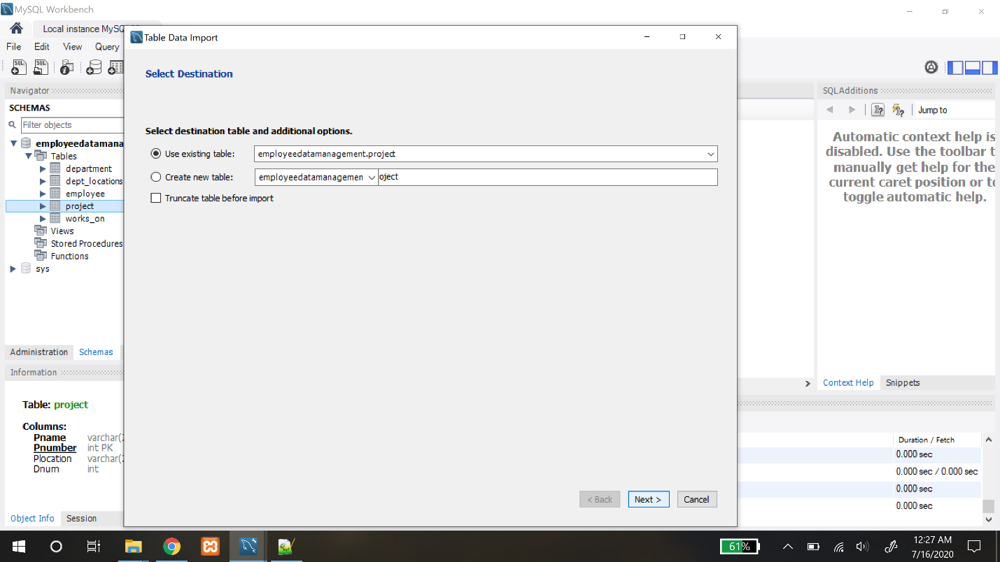 MySQL Workbench
Local instance MySQL
File Edit View Query
SQL SQL
Navigator
SCHEMAS
Filter objects
employeedatamana
Tables
department
dept_locations
employee
project
works_on
Views
Stored Procedures
Functions
sys
Administration Schemas
Information
Table: project
Columns:
Pname varchar(2
Pnumber int PK
Plocation varchar(2
Dnum int
Object Info Session
Table Data Import
Select Destination
Select destination table and additional options.
Use existing table: employeedatamanagement.project
Create new table: employeedatamanagemen oject
Truncate table before import
< Back Next > Cancel
SQLAdditions
Jump to
Automatic context help is
disabled. Use the toolbar t
manually get help for the
current caret position or to
toggle automatic help.
Context Help Snippets
Duration / Fetch
0.000 sec
0.000 sec / 0.000 sec
0.000 sec
0.000 sec
61%
12:27 AM
7/16/2020